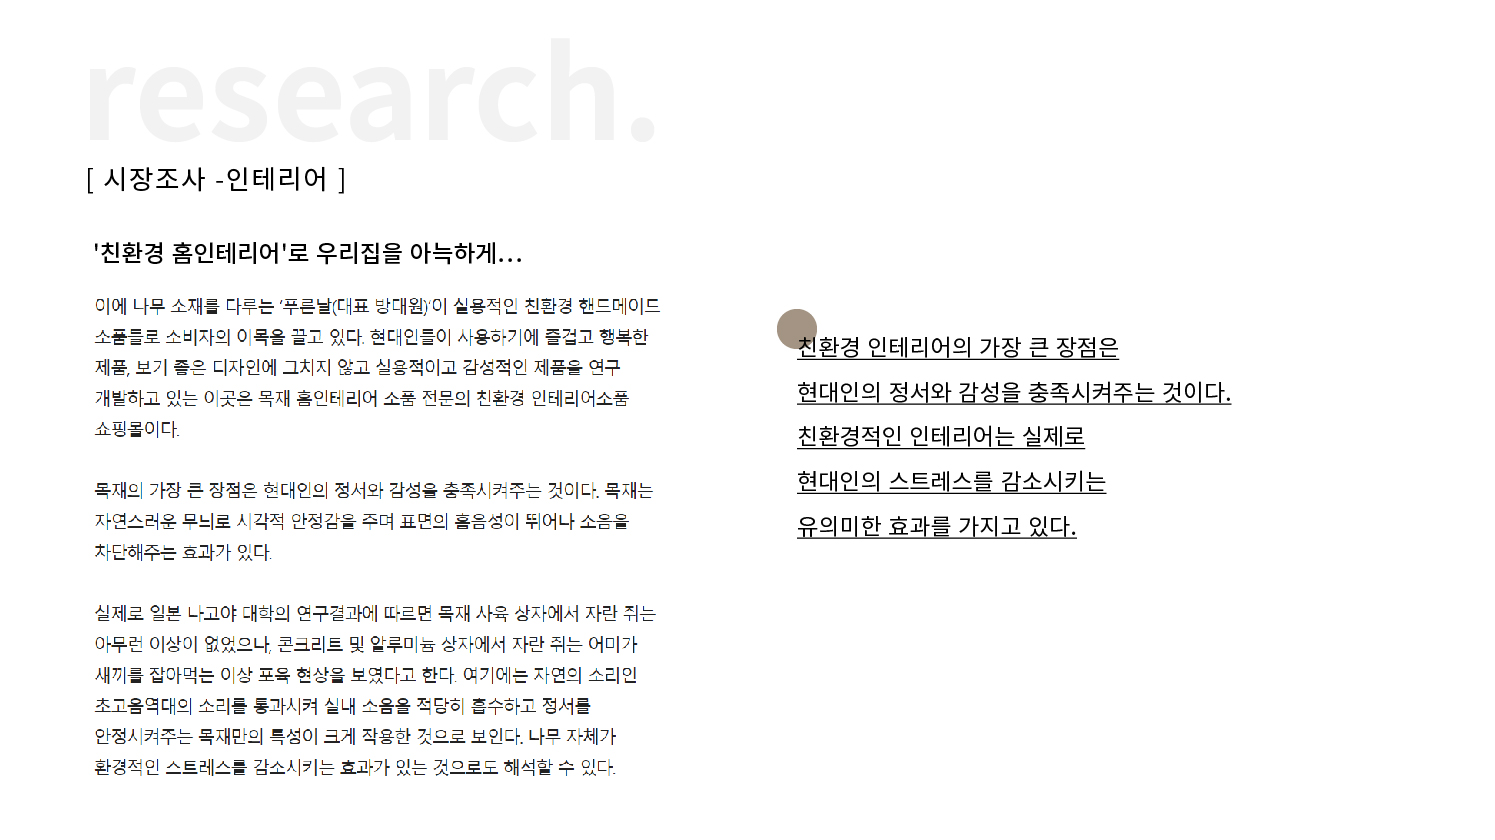 research.
[ 시장조사 -인테리어 ]
'친환경 홈인테리어'로 우리집을 아늑하게...
이에 나무 소재를 다루는 ‘푸른날(대표 방대원)’이 실용적인 친환경 핸드메이드
소품들로 소비자의 이목을 끌고 있다. 현대인들이 사용하기에 즐겁고 행복한
제품, 보기 좋은 디자인에 그치지 않고 실용적이고 감성적인 제품을 연구
개발하고 있는 이곳은 목재 홈인테리어 소품 전문의 친환경 인테리어소품
쇼핑몰이다.
목재의 가장 큰 장점은 현대인의 정서와 감성을 충족시켜주는 것이다. 목재는
자연스러운 무늬로 시각적 안정감을 주며 표면의 흡음성이 뛰어나 소음을
차단해주는 효과가 있다.
실제로 일본 나고야 대학의 연구결과에 따르면 목재 사육 상자에서 자란 쥐는
아무런 이상이 없었으나, 콘크리트 및 알루미늄 상자에서 자란 쥐는 어미가
새끼를 잡아먹는 이상 포육 현상을 보였다고 한다. 여기에는 자연의 소리인
초고음역대의 소리를 통과시켜 실내 소음을 적당히 흡수하고 정서를
안정시켜주는 목재만의 특성이 크게 작용한 것으로 보인다. 나무 자체가
환경적인 스트레스를 감소시키는 효과가 있는 것으로도 해석할 수 있다.
친환경 인테리어의 가장 큰 장점은
현대인의 정서와 감성을 충족시켜주는 것이다.
친환경적인 인테리어는 실제로
현대인의 스트레스를 감소시키는
유의미한 효과를 가지고 있다.